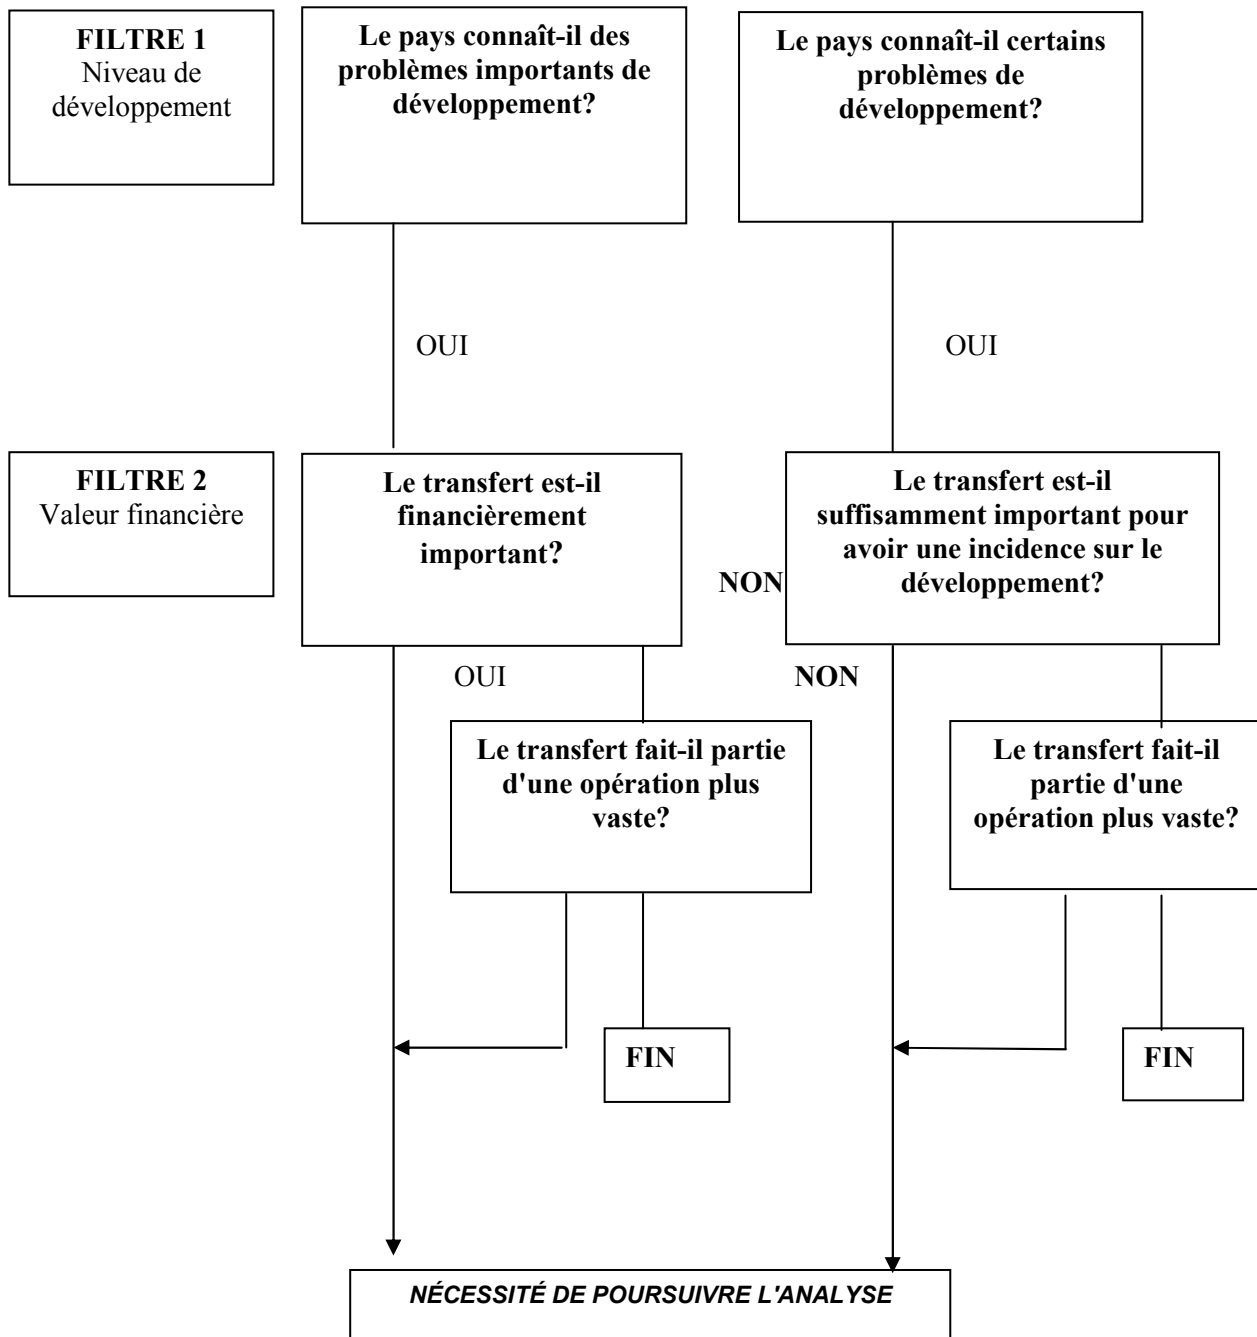 FILTRE 1
Niveau de
développement
Le pays connaît-il des
problèmes importants de
développement?
Le pays connaît-il certains
problèmes de
développement?
OUI
OUI
FILTRE 2
Valeur financière
Le transfert est-il
financièrement
important?
NON
Le transfert est-il
suffisamment important pour
avoir une incidence sur le
développement?
OUI
NON
Le transfert fait-il partie
d'une opération plus
vaste?
Le transfert fait-il
partie d'une
opération plus vaste?
FIN
FIN
NÉCESSITÉ DE POURSUIVRE L'ANALYSE